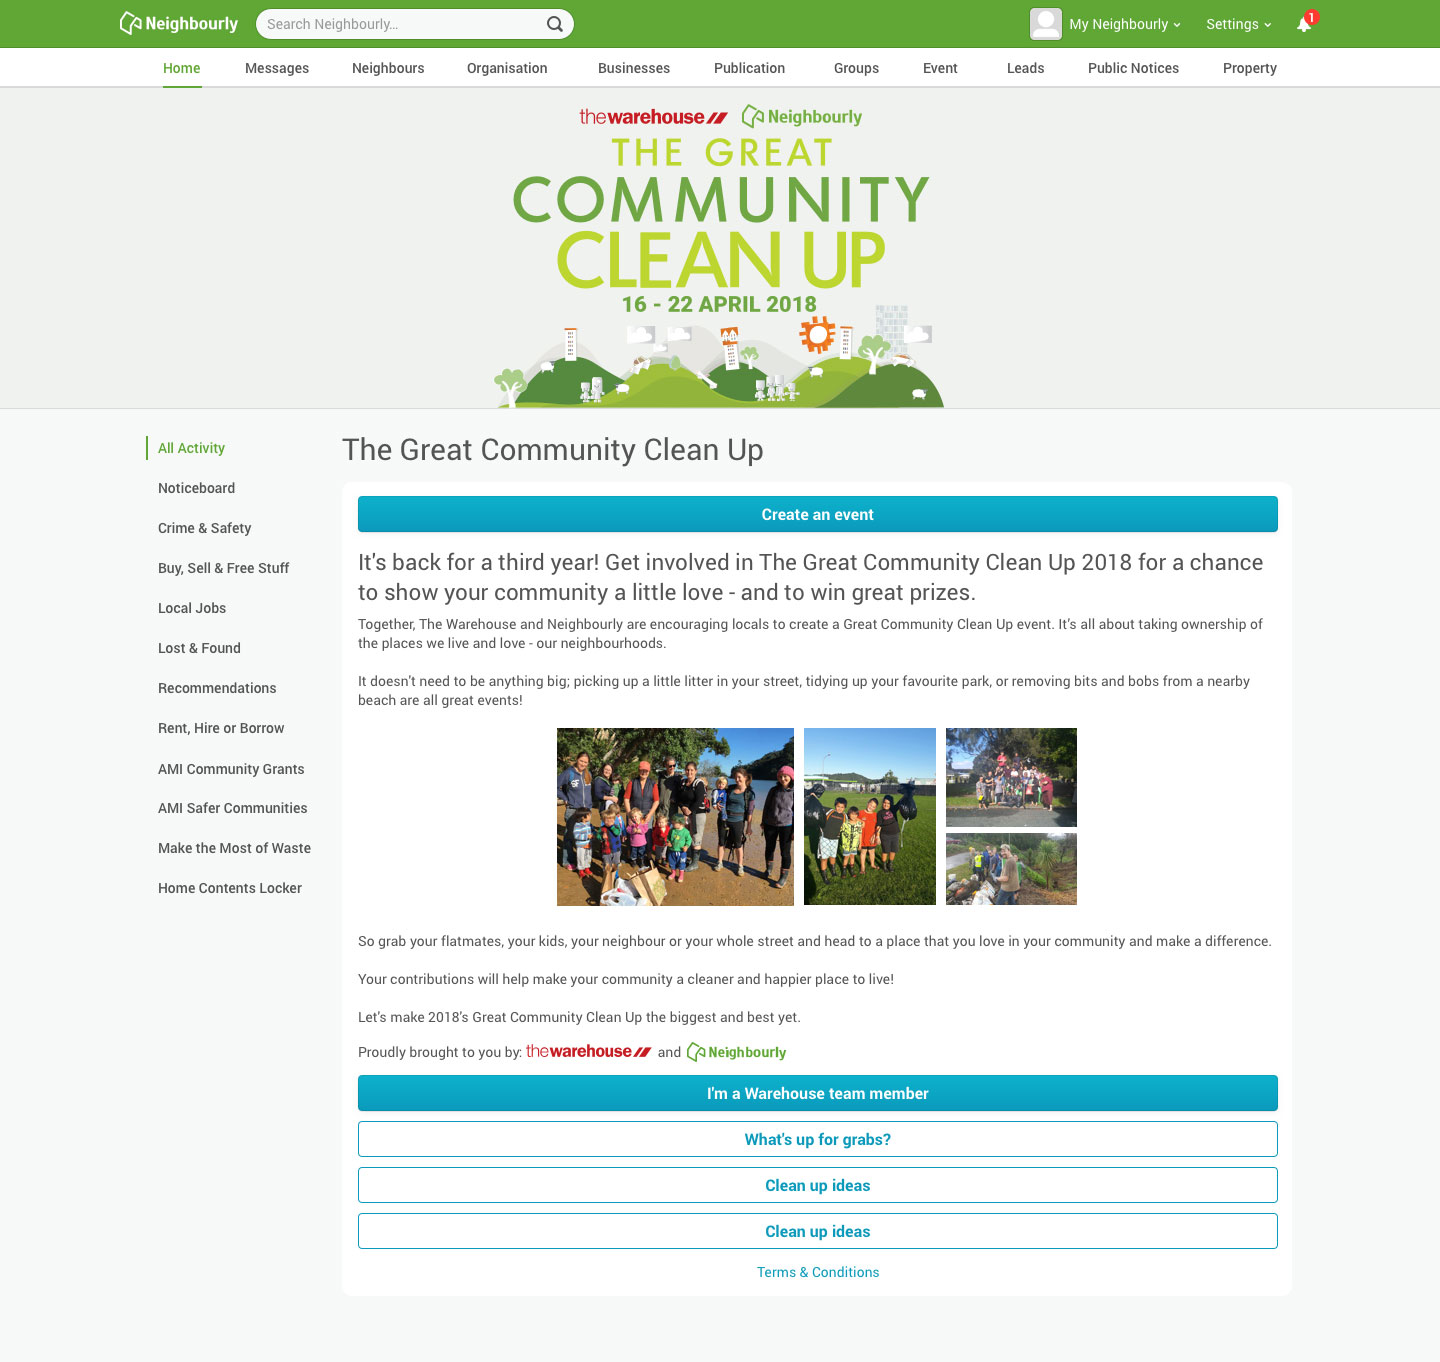 Neighbourly
Search Neighbourly...
My Neighbourly
Settings
1
Home
Messages
Neighbours
Organisation
Businesses
Publication
Groups
Event
Leads
Public Notices
Property
thewarehouse
Neighbourly
THE GREAT
COMMUNITY
CLEAN UP
16 - 22 APRIL 2018
All Activity
Noticeboard
Crime & Safety
Buy, Sell & Free Stuff
Local Jobs
Lost & Found
Recommendations
Rent, Hire or Borrow
AMI Community Grants
AMI Safer Communities
Make the Most of Waste
Home Contents Locker
The Great Community Clean Up
Create an event
It's back for a third year! Get involved in The Great Community Clean Up 2018 for a chance
to show your community a little love - and to win great prizes.
Together, The Warehouse and Neighbourly are encouraging locals to create a Great Community Clean Up event. It's all about taking ownership of
the places we live and love - our neighbourhoods.
It doesn't need to be anything big; picking up a little litter in your street, tidying up your favourite park, or removing bits and bobs from a nearby
beach are all great events!
So grab your flatmates, your kids, your neighbour or your whole street and head to a place that you love in your community and make a difference.
Your contributions will help make your community a cleaner and happier place to live!
Let's make 2018's Great Community Clean Up the biggest and best yet.
Proudly brought to you by: thewarehouse and Neighbourly
I'm a Warehouse team member
What's up for grabs?
Clean up ideas
Clean up ideas
Terms & Conditions